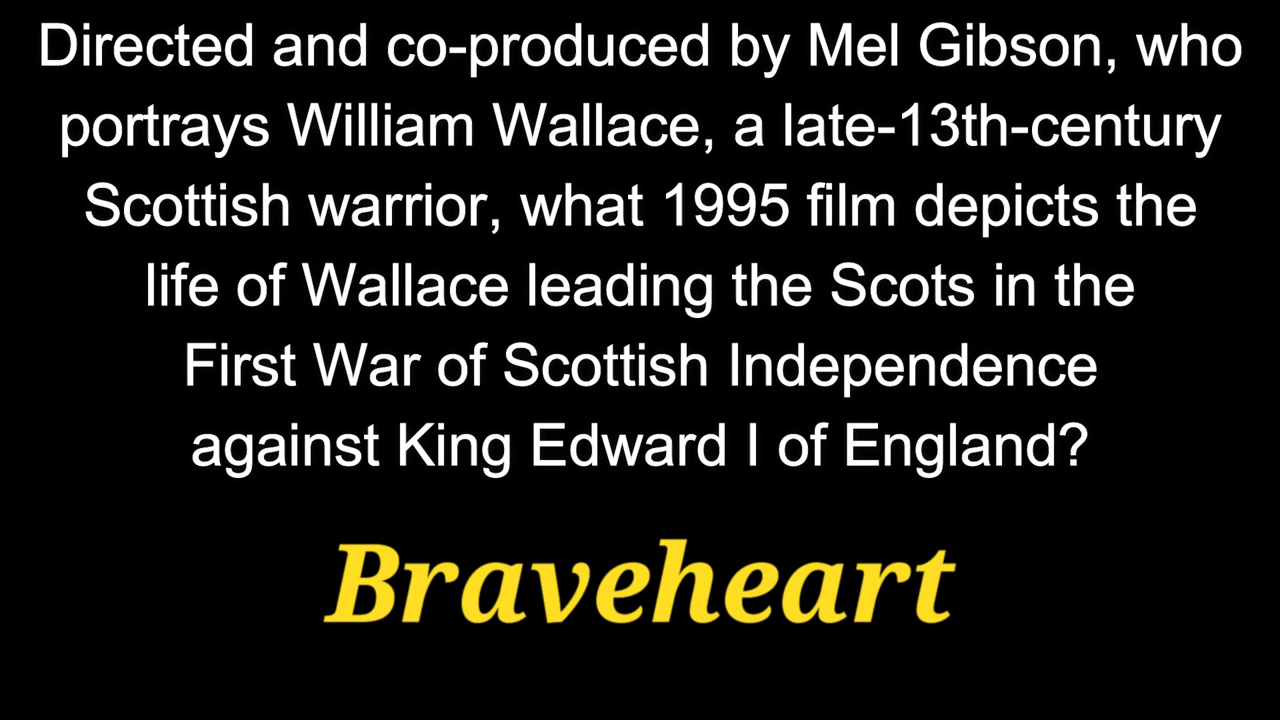 Directed and co-produced by Mel Gibson, who
portrays William Wallace, a late-13th-century
Scottish warrior, what 1995 film depicts the
life of Wallace leading the Scots in the
First War of Scottish Independence
against King Edward I of England?
Braveheart